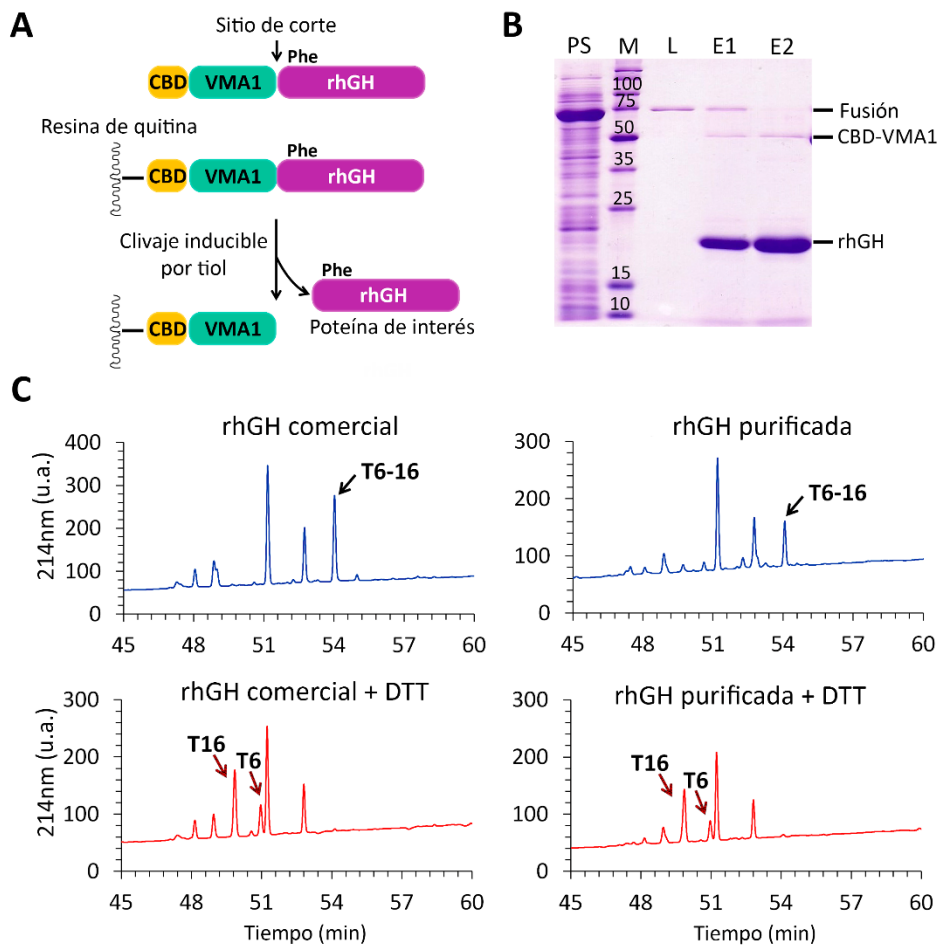 A
Sitio de corte
Phe
CBD VMA1 rhGH
Resina de quitina
Phe
CBD VMA1 rhGH
Clivaje inducible
por tiol
Phe
rhGH
CBD VMA1
Poteína de interés
B
PS M L E1 E2
100
75
50
35
25
15
10
Fusión
CBD-VMA1
rhGH
C
rhGH comercial
214nm (u.a.)
400
300
200
100
0
T6-16
45 48 51 54 57 60
rhGH purificada
300
200
100
0
T6-16
45 48 51 54 57 60
rhGH comercial + DTT
214nm (u.a.)
300
200
100
0
T16
T6
45 48 51 54 57 60
Tiempo (min)
rhGH purificada + DTT
300
200
100
0
T16
T6
45 48 51 54 57 60
Tiempo (min)